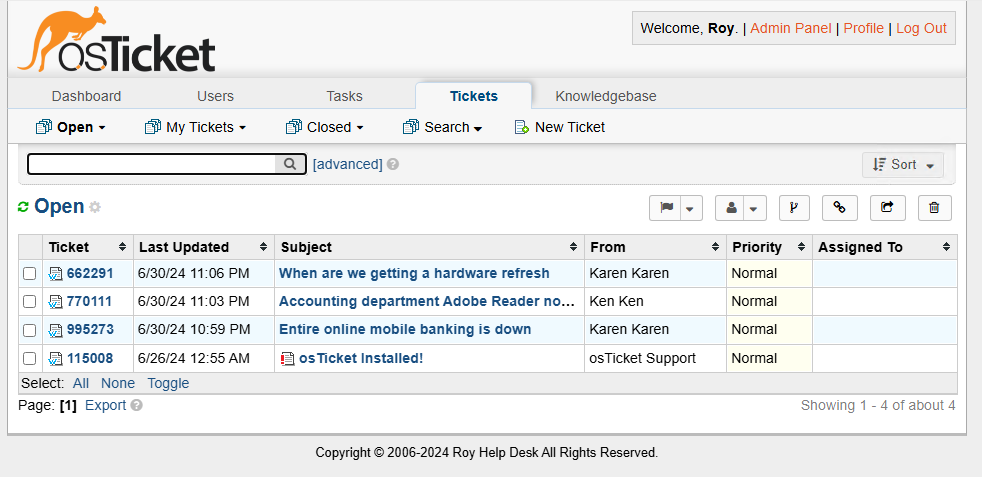 osTicket
Welcome, Roy. | Admin Panel | Profile | Log Out
Dashboard Users Tasks Tickets Knowledgebase
Open My Tickets Closed Search New Ticket
[advanced] ? Sort
Open
Ticket Last Updated Subject From Priority Assigned To
662291 6/30/24 11:06 PM When are we getting a hardware refresh Karen Karen Normal
770111 6/30/24 11:03 PM Accounting department Adobe Reader no... Ken Ken Normal
995273 6/30/24 10:59 PM Entire online mobile banking is down Karen Karen Normal
115008 6/26/24 12:55 AM osTicket Installed! osTicket Support Normal
Select: All None Toggle
Page: [1] Export ? Showing 1 - 4 of about 4
Copyright © 2006-2024 Roy Help Desk All Rights Reserved.